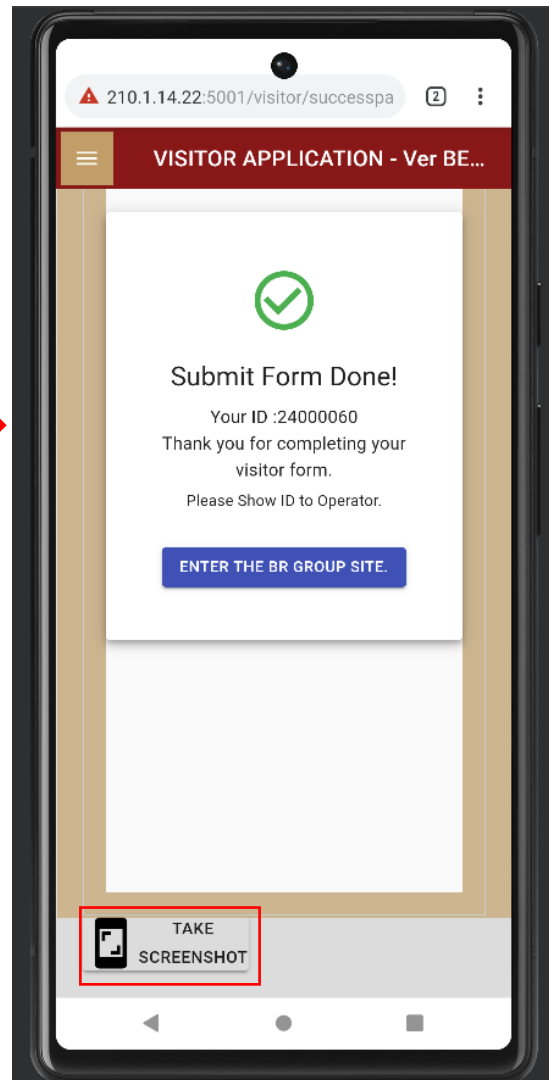 210.1.14.22:5001/visitor/successpa
2
VISITOR APPLICATION - Ver BE...
Submit Form Done!
Your ID :24000060
Thank you for completing your
visitor form.
Please Show ID to Operator.
ENTER THE BR GROUP SITE.
TAKE
SCREENSHOT